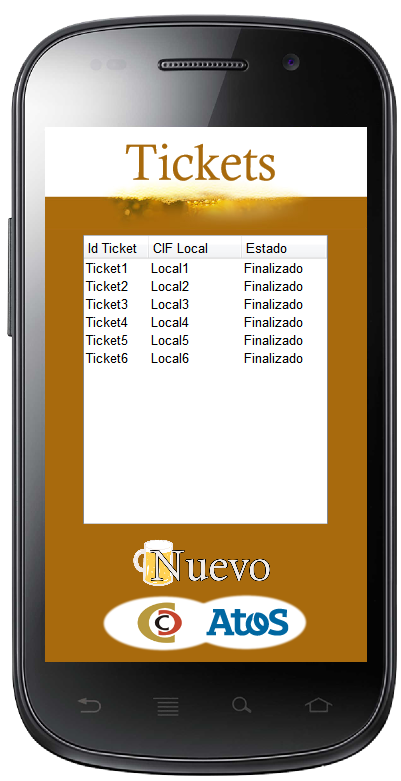 Tickets
Id Ticket CIF Local Estado
Ticket1 Local1 Finalizado
Ticket2 Local2 Finalizado
Ticket3 Local3 Finalizado
Ticket4 Local4 Finalizado
Ticket5 Local5 Finalizado
Ticket6 Local6 Finalizado
Nuevo
Atos